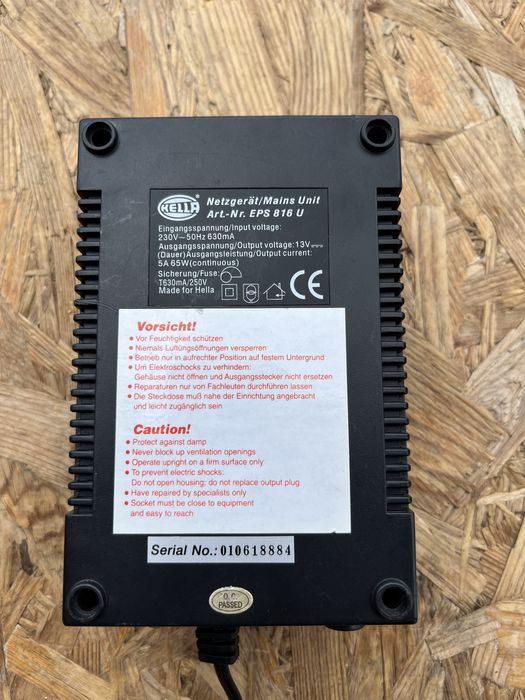 HELLA
Netzgerät/Mains Unit
Art.-Nr. EPS 816 U
Eingangsspannung/Input voltage:
230V~50Hz 630mA
Ausgangsspannung/Output voltage:13V
(Dauer)Ausgangsleistung/Output current:
5A 65W(continuous)
Sicherung/Fuse:
T630mA/250V
Made for Hella
CE
Vorsicht!
• Vor Feuchtigkeit schützen
• Niemals Luftüngsöffnungen versperren
• Betrieb nur in aufrechter Position auf festem Untergrund
• Um Elektroschocks zu verhindern:
Gehäuse nicht öffnen und Ausgangsstecker nicht ersetzen
• Reparaturen nur von Fachleuten durchführen lassen
• Die Steckdose muß nahe der Einrichtung angebracht
und leicht zugänglich sein
Caution!
• Protect against damp
• Never block up ventilation openings
• Operate upright on a firm surface only
• To prevent electric shocks:
Do not open housing; do not replace output plug
• Have repaired by specialists only
• Socket must be close to equipment
and easy to reach
Serial No.: 010618884
Q.C.
PASSED